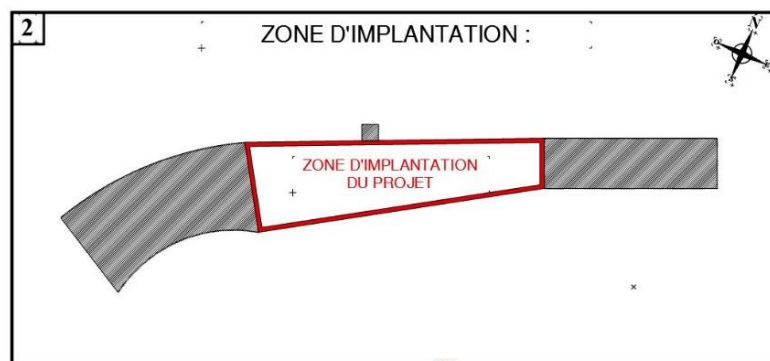 2
ZONE D'IMPLANTATION :
N
ZONE D'IMPLANTATION
DU PROJET